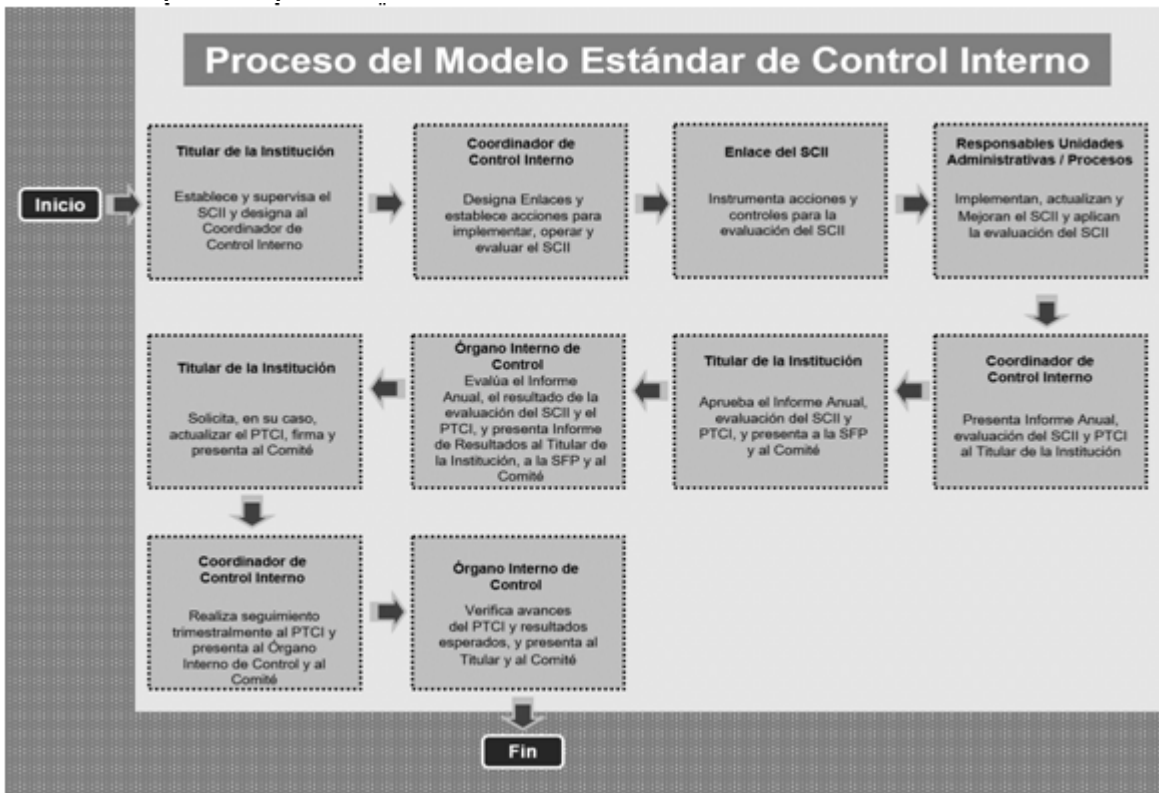 Proceso del Modelo Estándar de Control Interno
Inicio
Titular de la Institución
Establece y supervisa el
SCII y designa al
Coordinador de
Control Interno
Coordinador de
Control Interno
Designa Enlaces y
establece acciones para
implementar, operar y
evaluar el SCII
Enlace del SCII
Instrumenta acciones y
controles para la
evaluación del SCII
Responsables Unidades
Administrativas / Procesos
Implementan, actualizan y
Mejoran el SCII y aplican
la evaluación del SCII
Coordinador de
Control Interno
Presenta Informe Anual,
evaluación del SCII y PTCI
al Titular de la Institución
Titular de la Institución
Aprueba el Informe Anual,
evaluación del SCII y
PTCI, y presenta a la SFP
y al Comité
Órgano Interno de
Control
Evalúa el Informe
Anual, el resultado de la
evaluación del SCII y el
PTCI, y presenta Informe
de Resultados al Titular de
la Institución, a la SFP y al
Comité
Titular de la Institución
Solicita, en su caso,
actualizar el PTCI, firma y
presenta al Comité
Coordinador de
Control Interno
Realiza seguimiento
trimestralmente al PTCI y
presenta al Órgano
Interno de Control y al
Comité
Órgano Interno de
Control
Verifica avances
del PTCI y resultados
esperados, y presenta al
Titular y al Comité
Fin